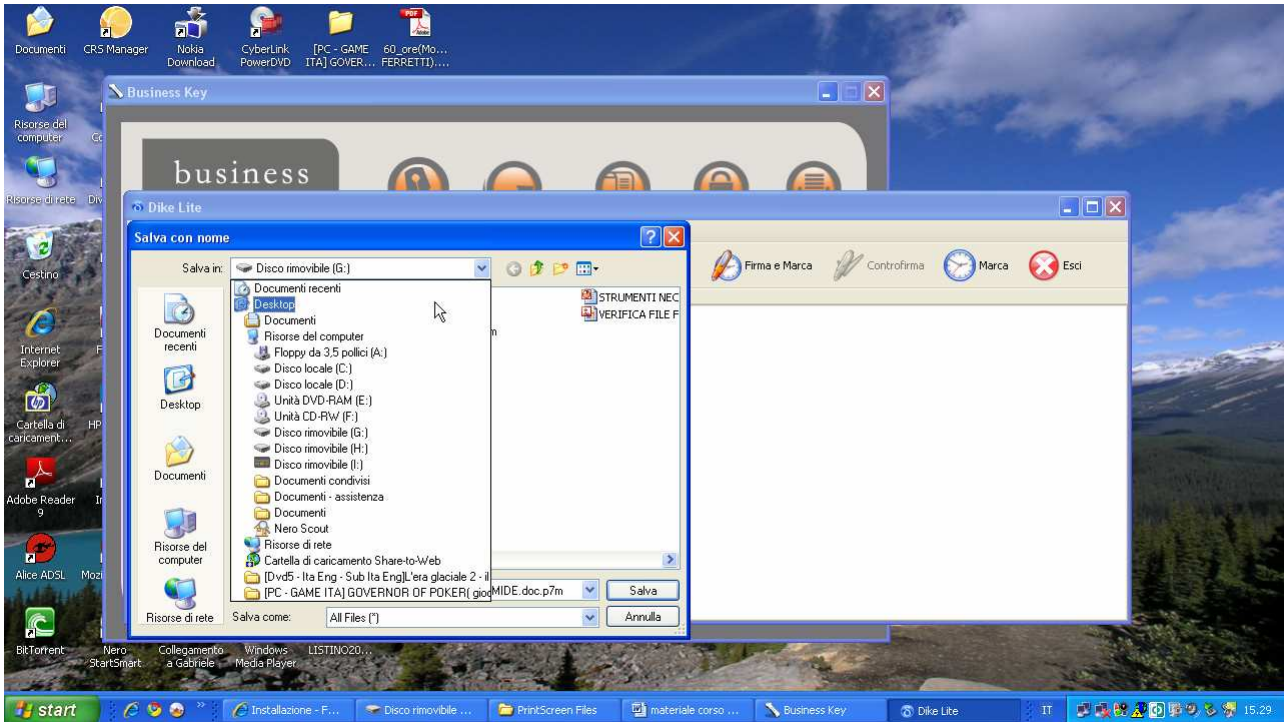 Documenti
CRS Manager
Nokia
Download
CyberLink
PowerDVD
[PC - GAME
ITA] GOVER...
60_ore(Mo...
FERRETTI)....
Risorse del
computer
Risorse di rete
Cestino
Internet
Explorer
Cartella di
caricament...
HP
Adobe Reader
9
Alice ADSL
Mozi
BitTorrent
Nero
StartSmart
Collegamento
a Gabriele
Windows
Media Player
LISTINO20...
Business Key
business
Dike Lite
Firma e Marca
Controfirma
Marca
Esci
Salva con nome
Salva in:
Disco rimovibile (G:)
Documenti recenti
Desktop
Documenti
Risorse del computer
Floppy da 3,5 pollici (A:)
Disco locale (C:)
Disco locale (D:)
Unità DVD-RAM (E:)
Unità CD-RW (F:)
Disco rimovibile (G:)
Disco rimovibile (H:)
Disco rimovibile (I:)
Documenti condivisi
Documenti - assistenza
Documenti
Nero Scout
Risorse di rete
Cartella di caricamento Share-to-Web
[Dvd5 - Ita Eng - Sub Ita Eng]L'era glaciale 2 - il
[PC - GAME ITA] GOVERNOR OF POKER( gioc
STRUMENTI NEC
VERIFICA FILE F
Documenti
recenti
Desktop
Documenti
Risorse del
computer
Risorse di rete
MIDE.doc.p7m
Salva
Salva come:
All Files (*)
Annulla
start
Installazione - F...
Disco rimovibile ...
PrintScreen Files
materiale corso ...
Business Key
Dike Lite
IT
15.29